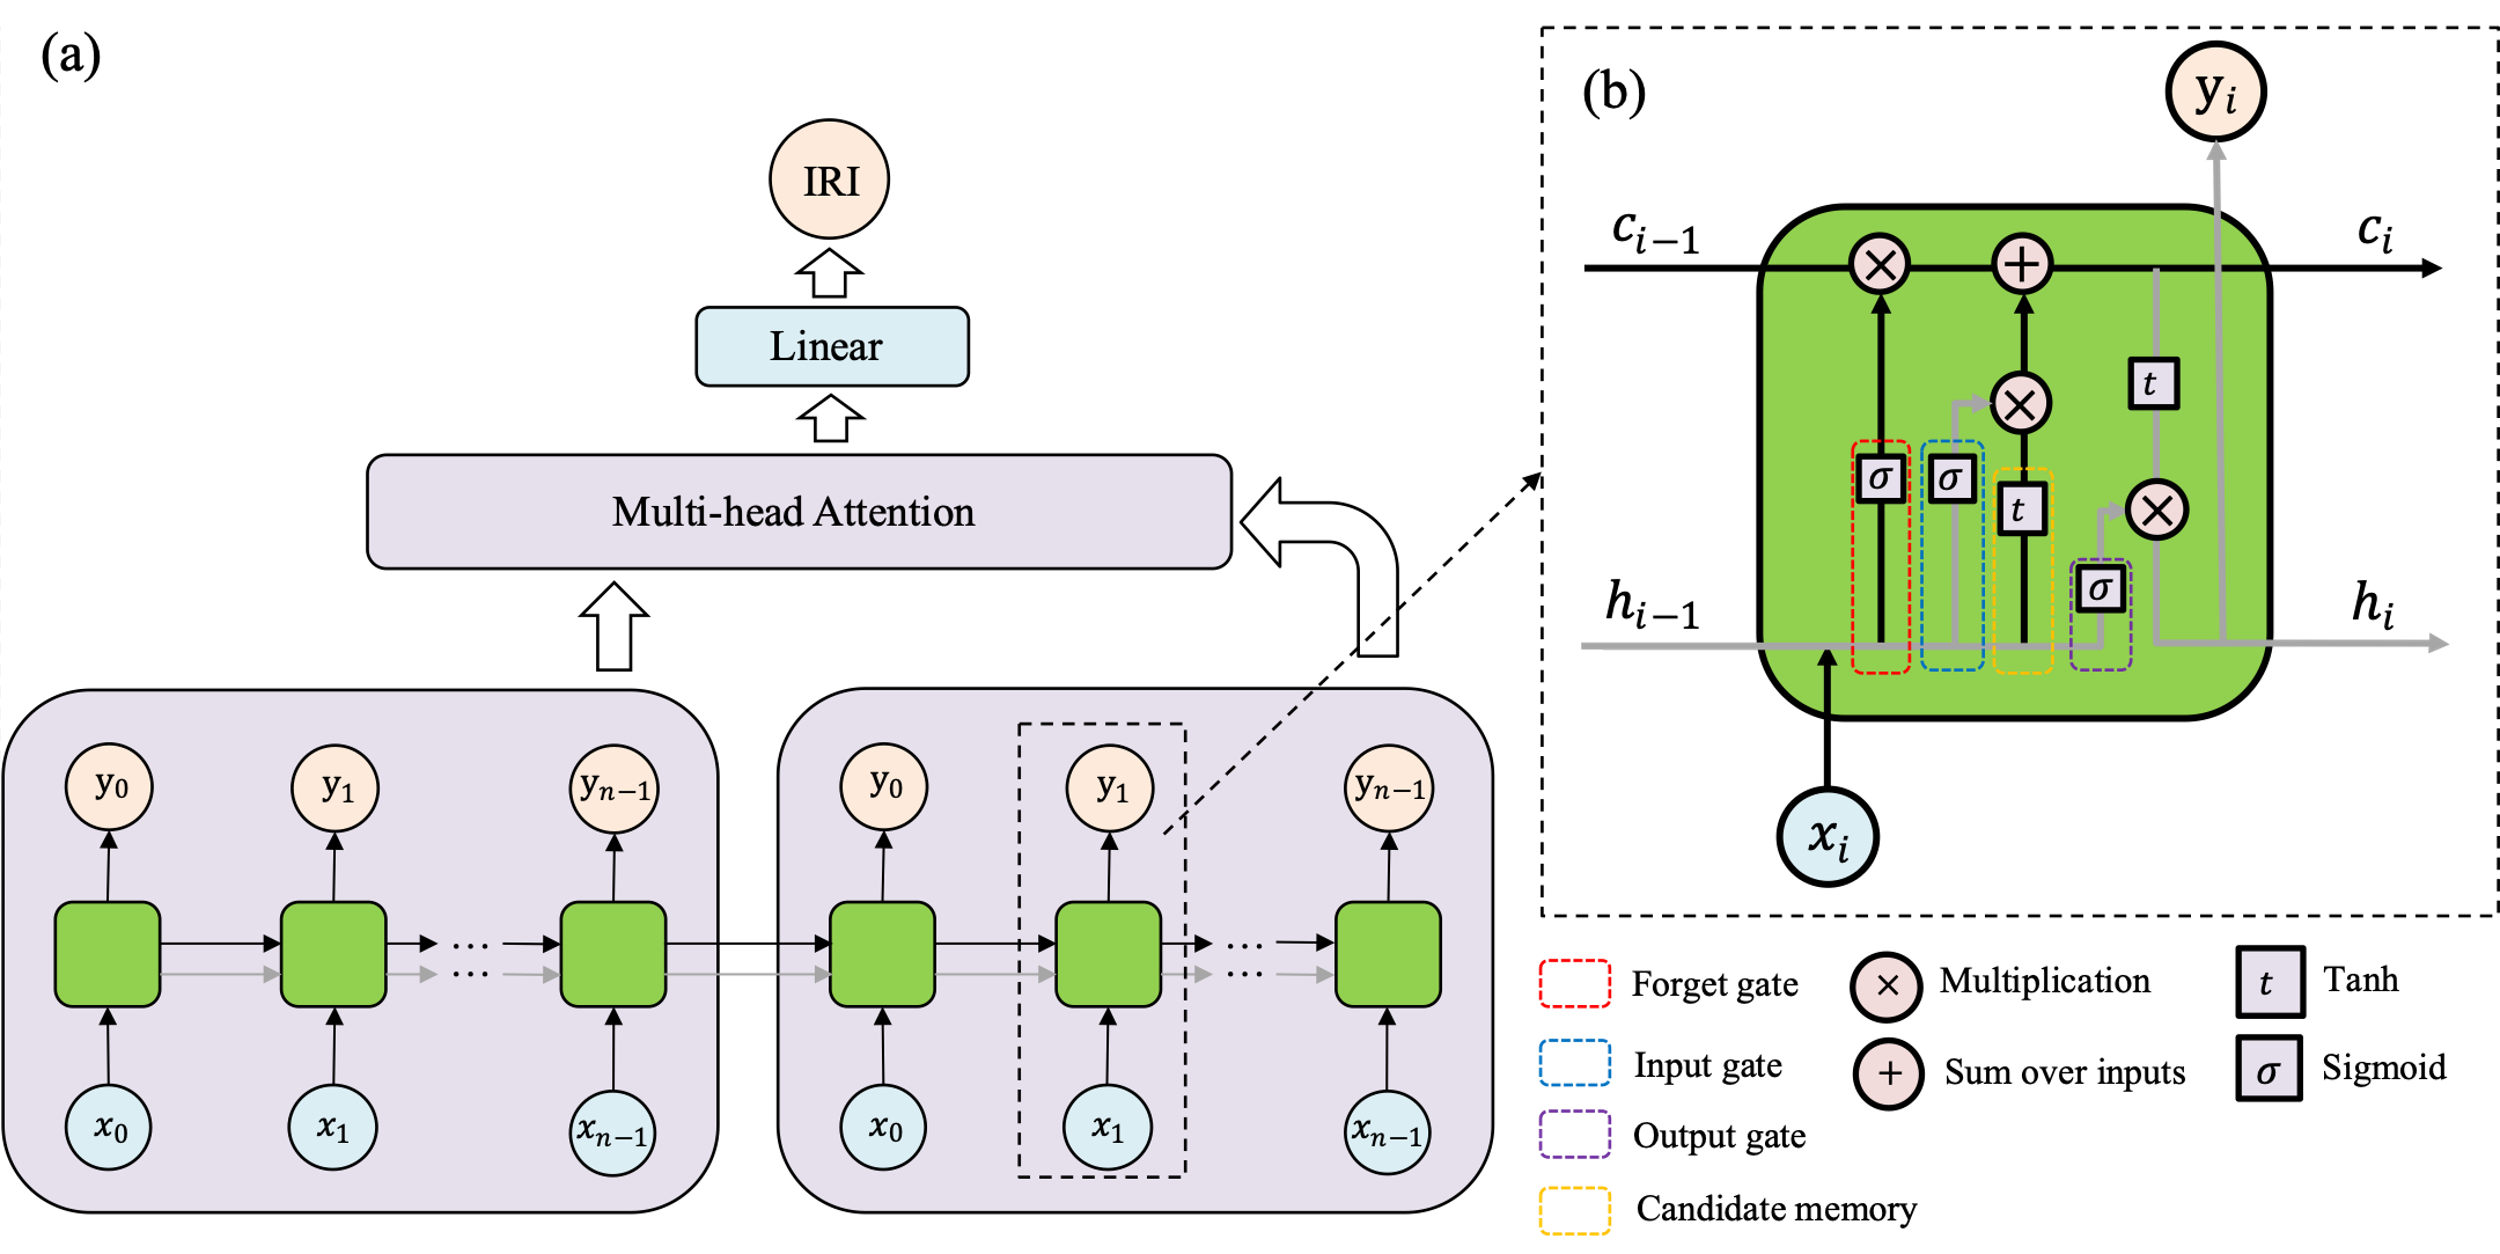 (a)
IRI
Linear
Multi-head Attention
y₀ y₁ yₙ₋₁ y₀ y₁ yₙ₋₁
... ...
... ...
x₀ x₁ xₙ₋₁ x₀ x₁ xₙ₋₁
(b)
yᵢ
cᵢ₋₁ × + cᵢ
t
×
σ σ t ×
σ
hᵢ₋₁ hᵢ
xᵢ
Forget gate × Multiplication t Tanh
Input gate + Sum over inputs σ Sigmoid
Output gate
Candidate memory